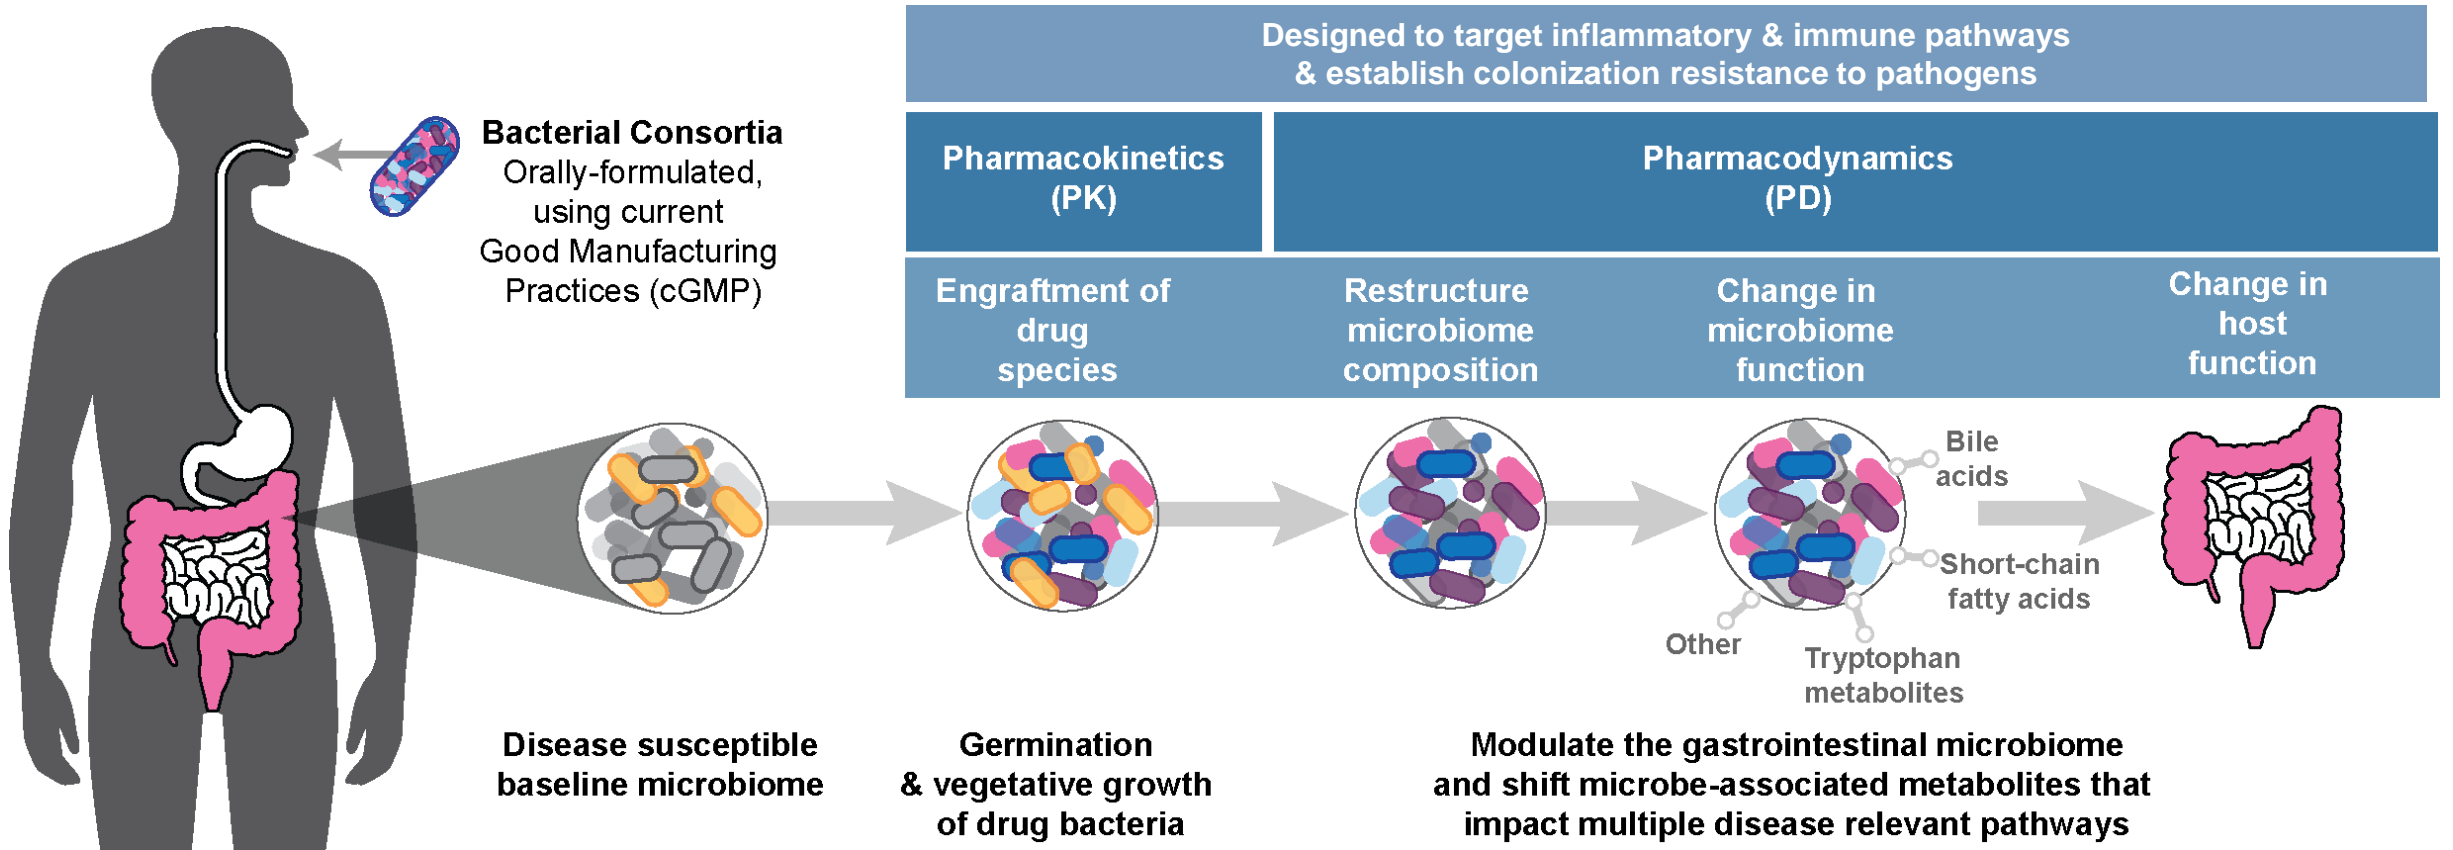 Designed to target inflammatory & immune pathways
& establish colonization resistance to pathogens
Bacterial Consortia
Orally-formulated,
using current
Good Manufacturing
Practices (cGMP)
Pharmacokinetics
(PK)
Pharmacodynamics
(PD)
Engraftment of
drug
species
Restructure
microbiome
composition
Change in
microbiome
function
Change in
host
function
Bile
acids
Short-chain
fatty acids
Other
Tryptophan
metabolites
Disease susceptible
baseline microbiome
Germination
& vegetative growth
of drug bacteria
Modulate the gastrointestinal microbiome
and shift microbe-associated metabolites that
impact multiple disease relevant pathways